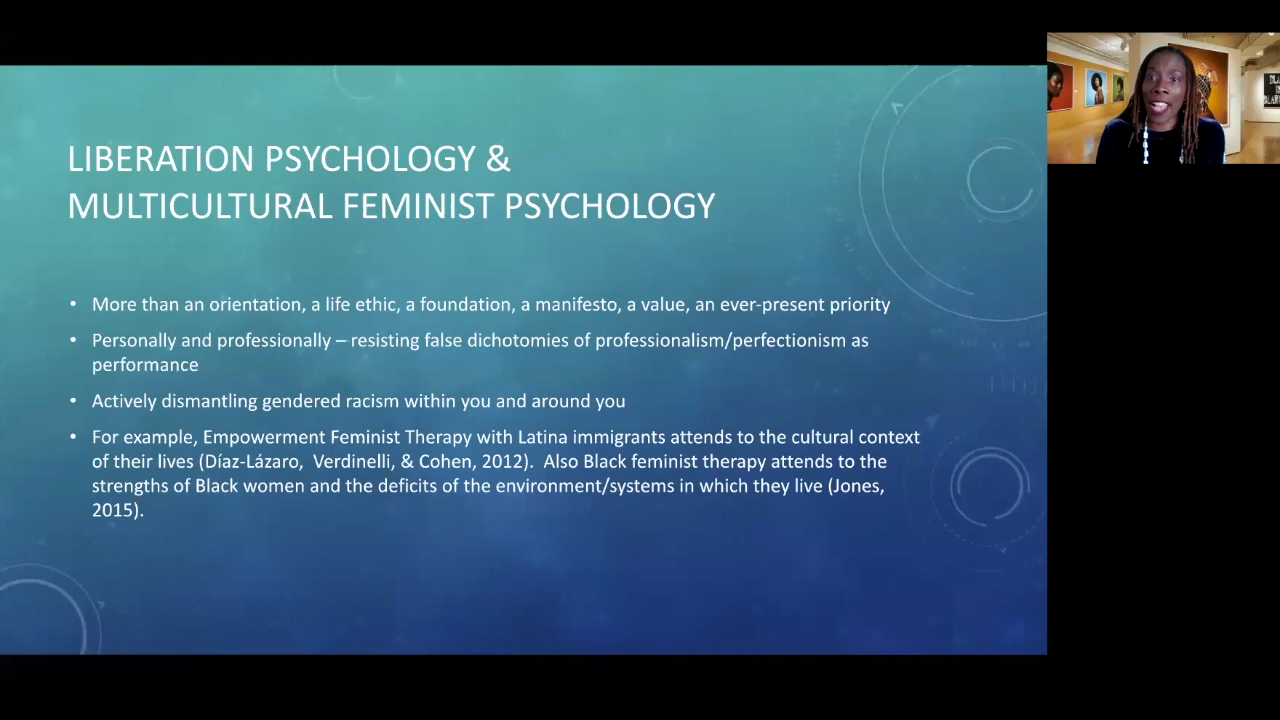 LIBERATION PSYCHOLOGY &
MULTICULTURAL FEMINIST PSYCHOLOGY
• More than an orientation, a life ethic, a foundation, a manifesto, a value, an ever-present priority
• Personally and professionally – resisting false dichotomies of professionalism/perfectionism as
performance
• Actively dismantling gendered racism within you and around you
• For example, Empowerment Feminist Therapy with Latina immigrants attends to the cultural context
of their lives (Díaz-Lázaro,  Verdinelli, & Cohen, 2012).  Also Black feminist therapy attends to the
strengths of Black women and the deficits of the environment/systems in which they live (Jones,
2015).